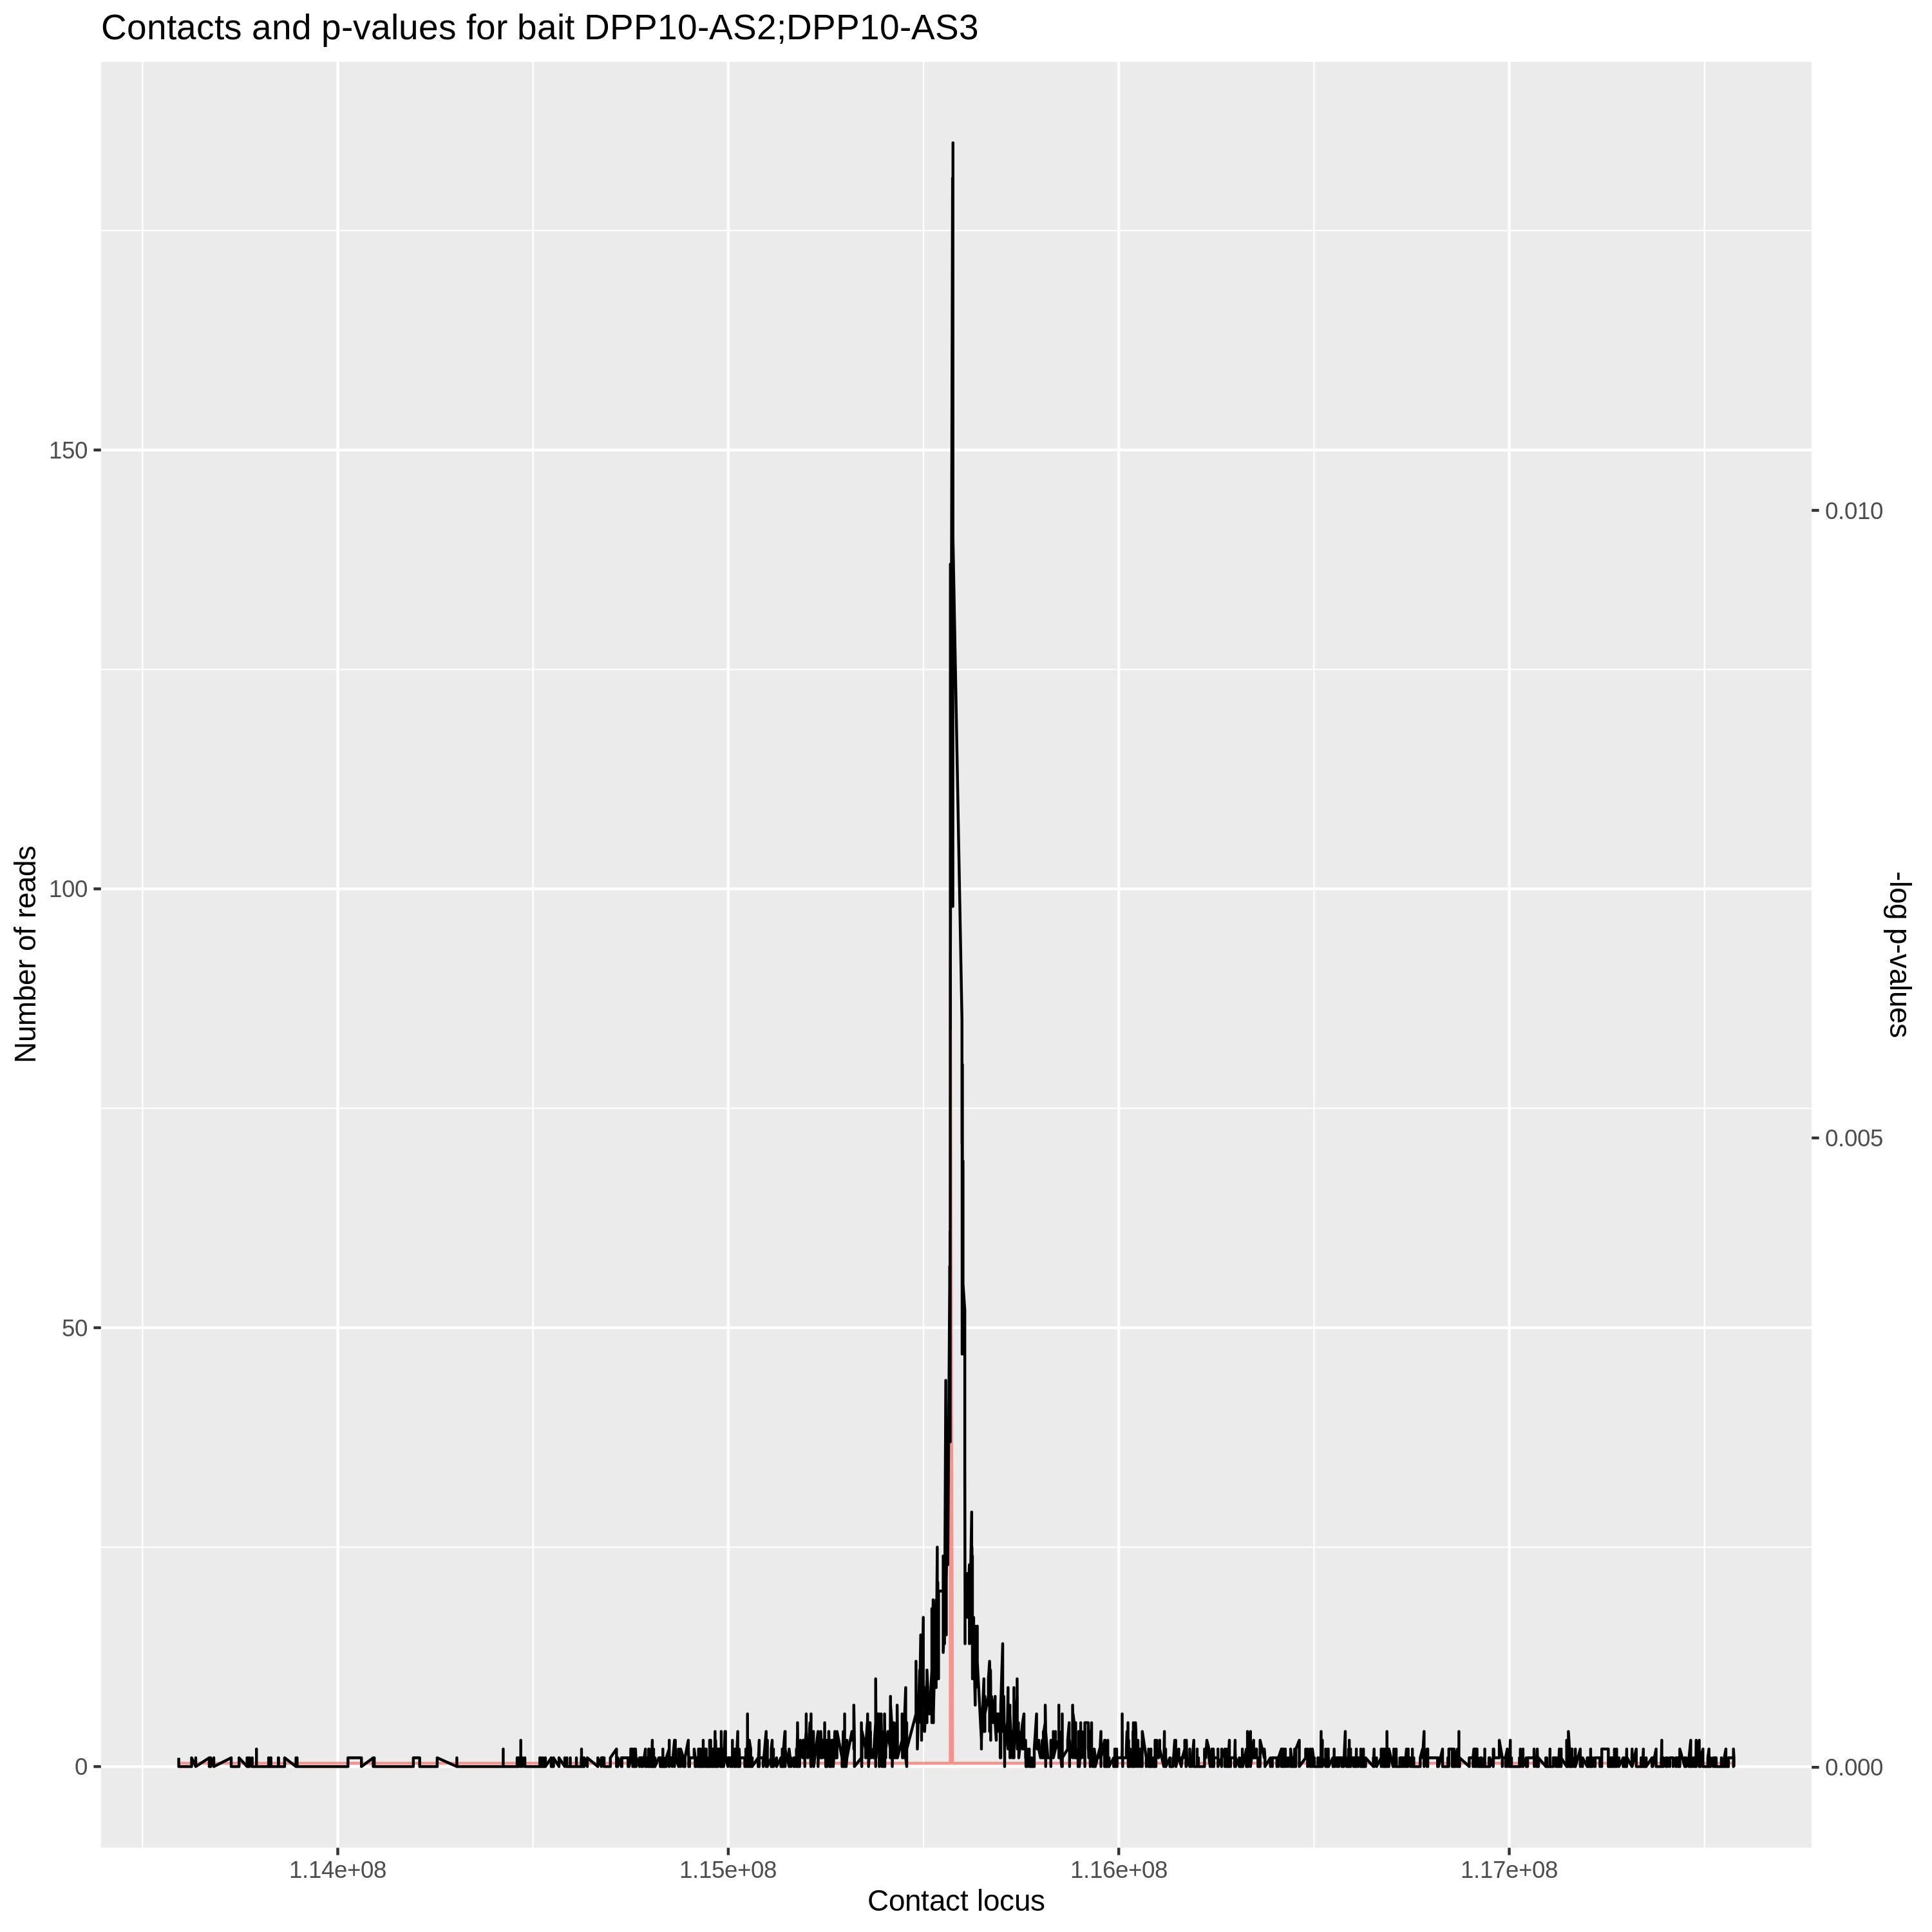 Contacts and p-values for bait DPP10-AS2;DPP10-AS3
150
100
50
0
Number of reads
0.010
0.005
0.000
-log p-values
1.14e+08
1.15e+08
1.16e+08
1.17e+08
Contact locus